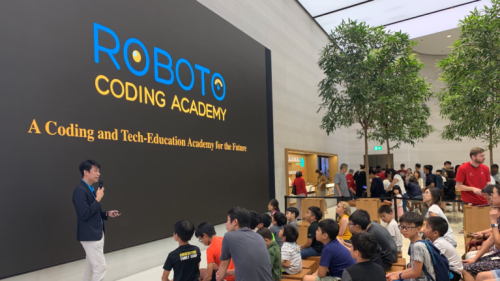 ROBOTO
CODING ACADEMY
A Coding and Tech-Education Academy for the Future